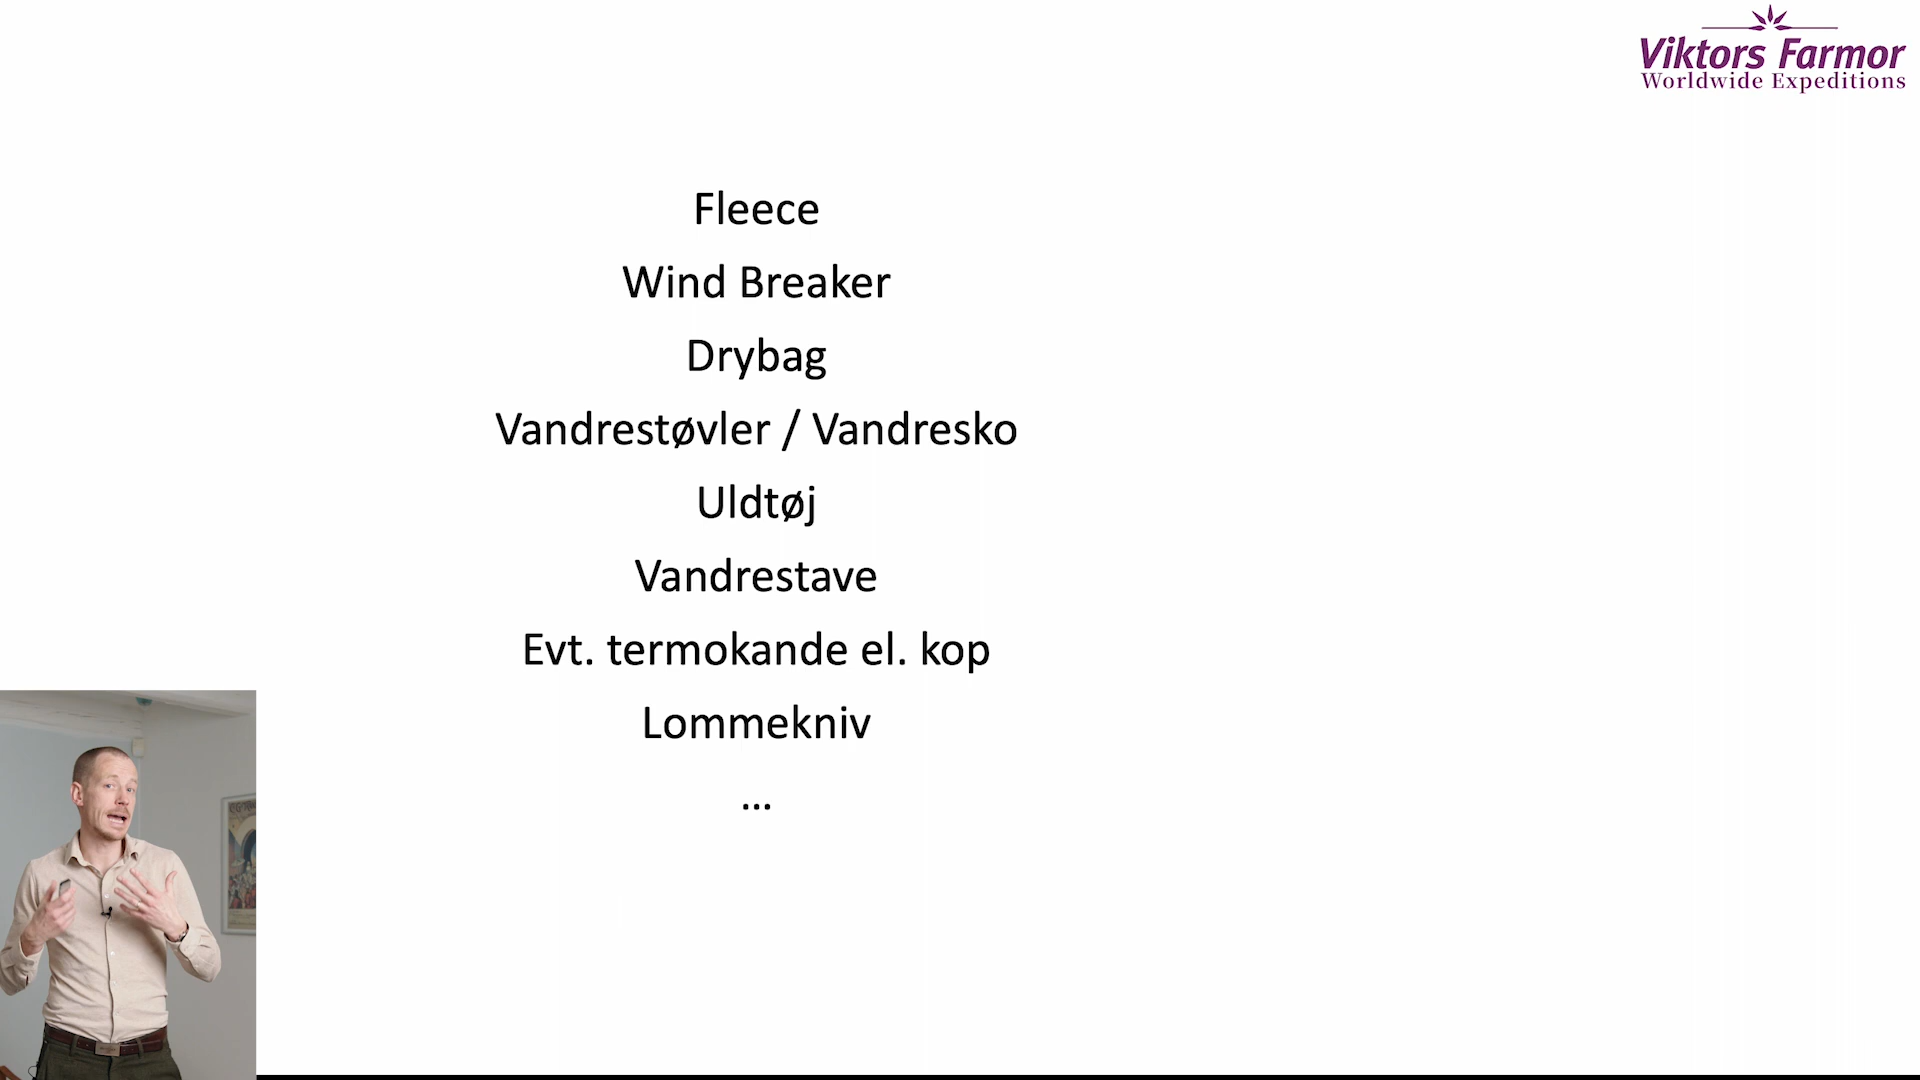 Viktors Farmor
Worldwide Expeditions
Fleece
Wind Breaker
Drybag
Vandrestøvler / Vandresko
Uldtøj
Vandrestave
Evt. termokande el. kop
Lommekniv
...